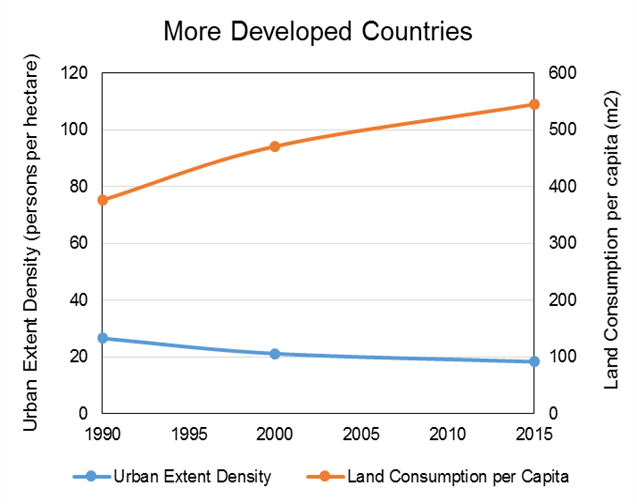 More Developed Countries
Urban Extent Density (persons per hectare)
120
100
80
60
40
20
0
600
500
400
300
200
100
0
Land Consumption per capita (m2)
1990 1995 2000 2005 2010 2015
Urban Extent Density Land Consumption per Capita